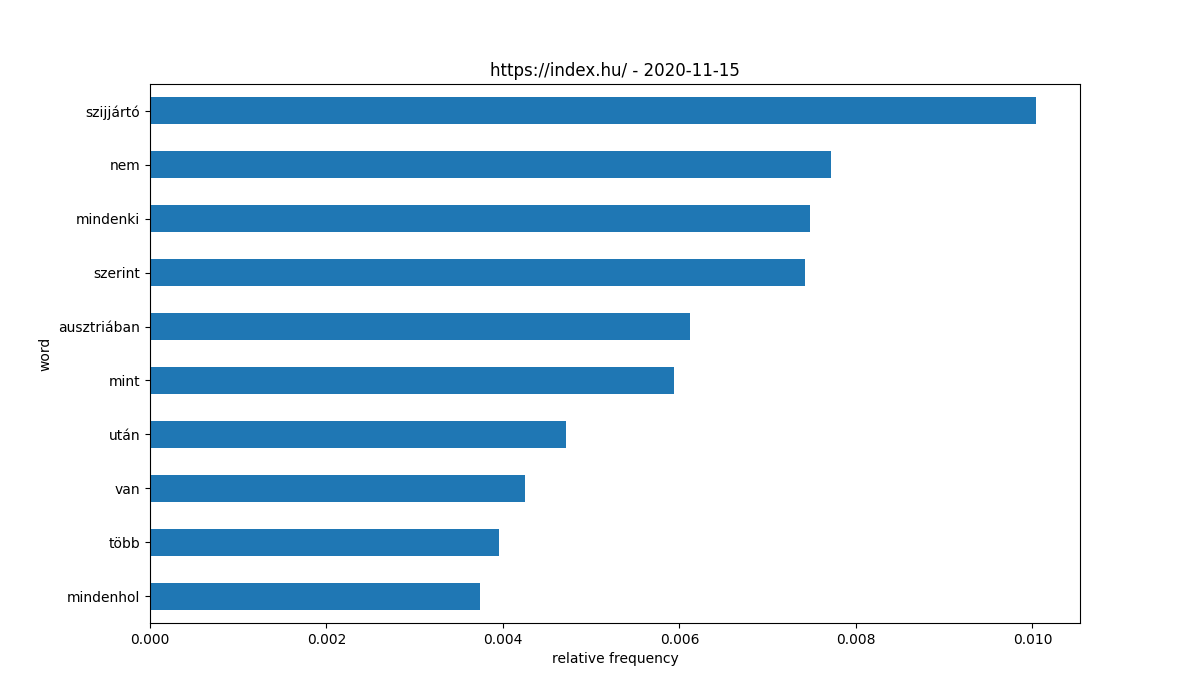 https://index.hu/ - 2020-11-15
szijjártó
nem
mindenki
szerint
ausztriában
mint
után
van
több
mindenhol
word
0.000 0.002 0.004 0.006 0.008 0.010
relative frequency